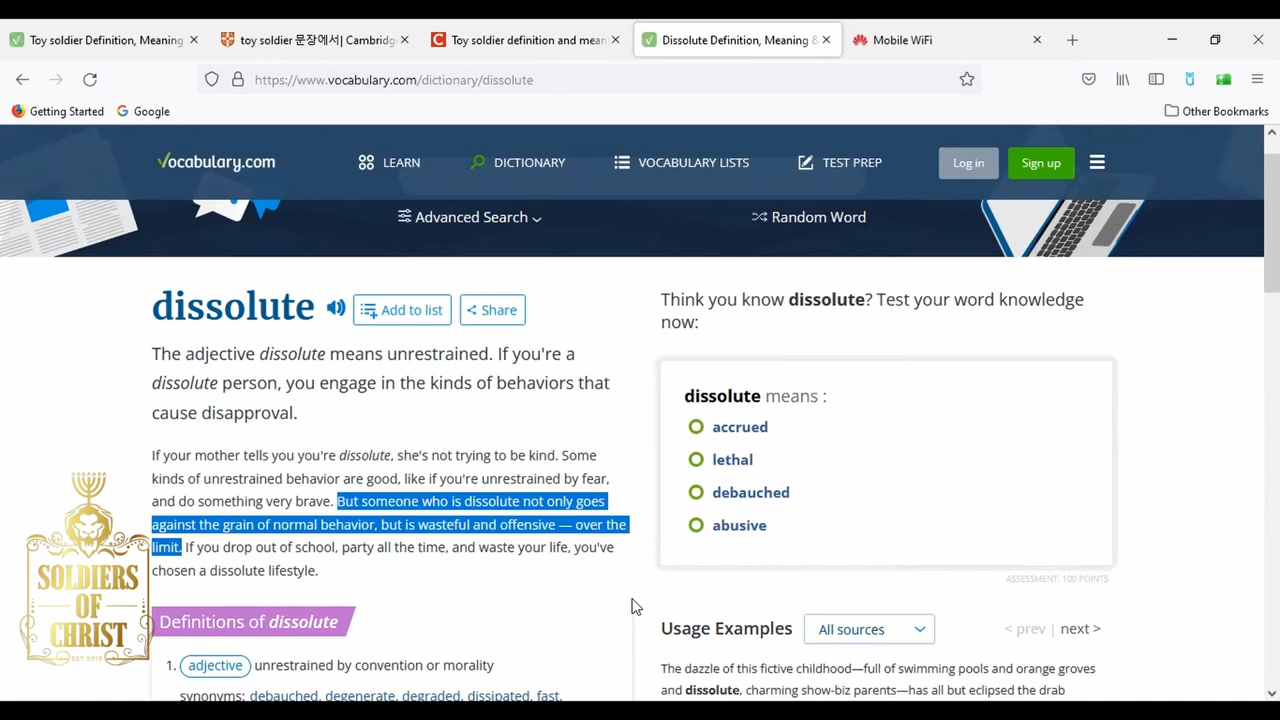 Toy soldier Definition, Meaning
toy soldier 문장에서| Cambridge
Toy soldier definition and mean
Dissolute Definition, Meaning &
Mobile WiFi
https://www.vocabulary.com/dictionary/dissolute
Getting Started
Google
Other Bookmarks
Vocabulary.com
LEARN
DICTIONARY
VOCABULARY LISTS
TEST PREP
Log in
Sign up
Advanced Search
Random Word
dissolute
Add to list
Share
The adjective dissolute means unrestrained. If you're a
dissolute person, you engage in the kinds of behaviors that
cause disapproval.
If your mother tells you you're dissolute, she's not trying to be kind. Some
kinds of unrestrained behavior are good, like if you're unrestrained by fear,
and do something very brave. But someone who is dissolute not only goes
against the grain of normal behavior, but is wasteful and offensive — over the
limit. If you drop out of school, party all the time, and waste your life, you've
chosen a dissolute lifestyle.
Definitions of dissolute
1. adjective unrestrained by convention or morality
synonyms: debauched, degenerate, degraded, dissipated, fast,
Think you know dissolute? Test your word knowledge
now:
dissolute means :
accrued
lethal
debauched
abusive
ASSESSMENT: 100 POINTS
Usage Examples
All sources
< prev | next >
The dazzle of this fictive childhood—full of swimming pools and orange groves
and dissolute, charming show-biz parents—has all but eclipsed the drab
SOLDIERS
OF
CHRIST
EST 2015